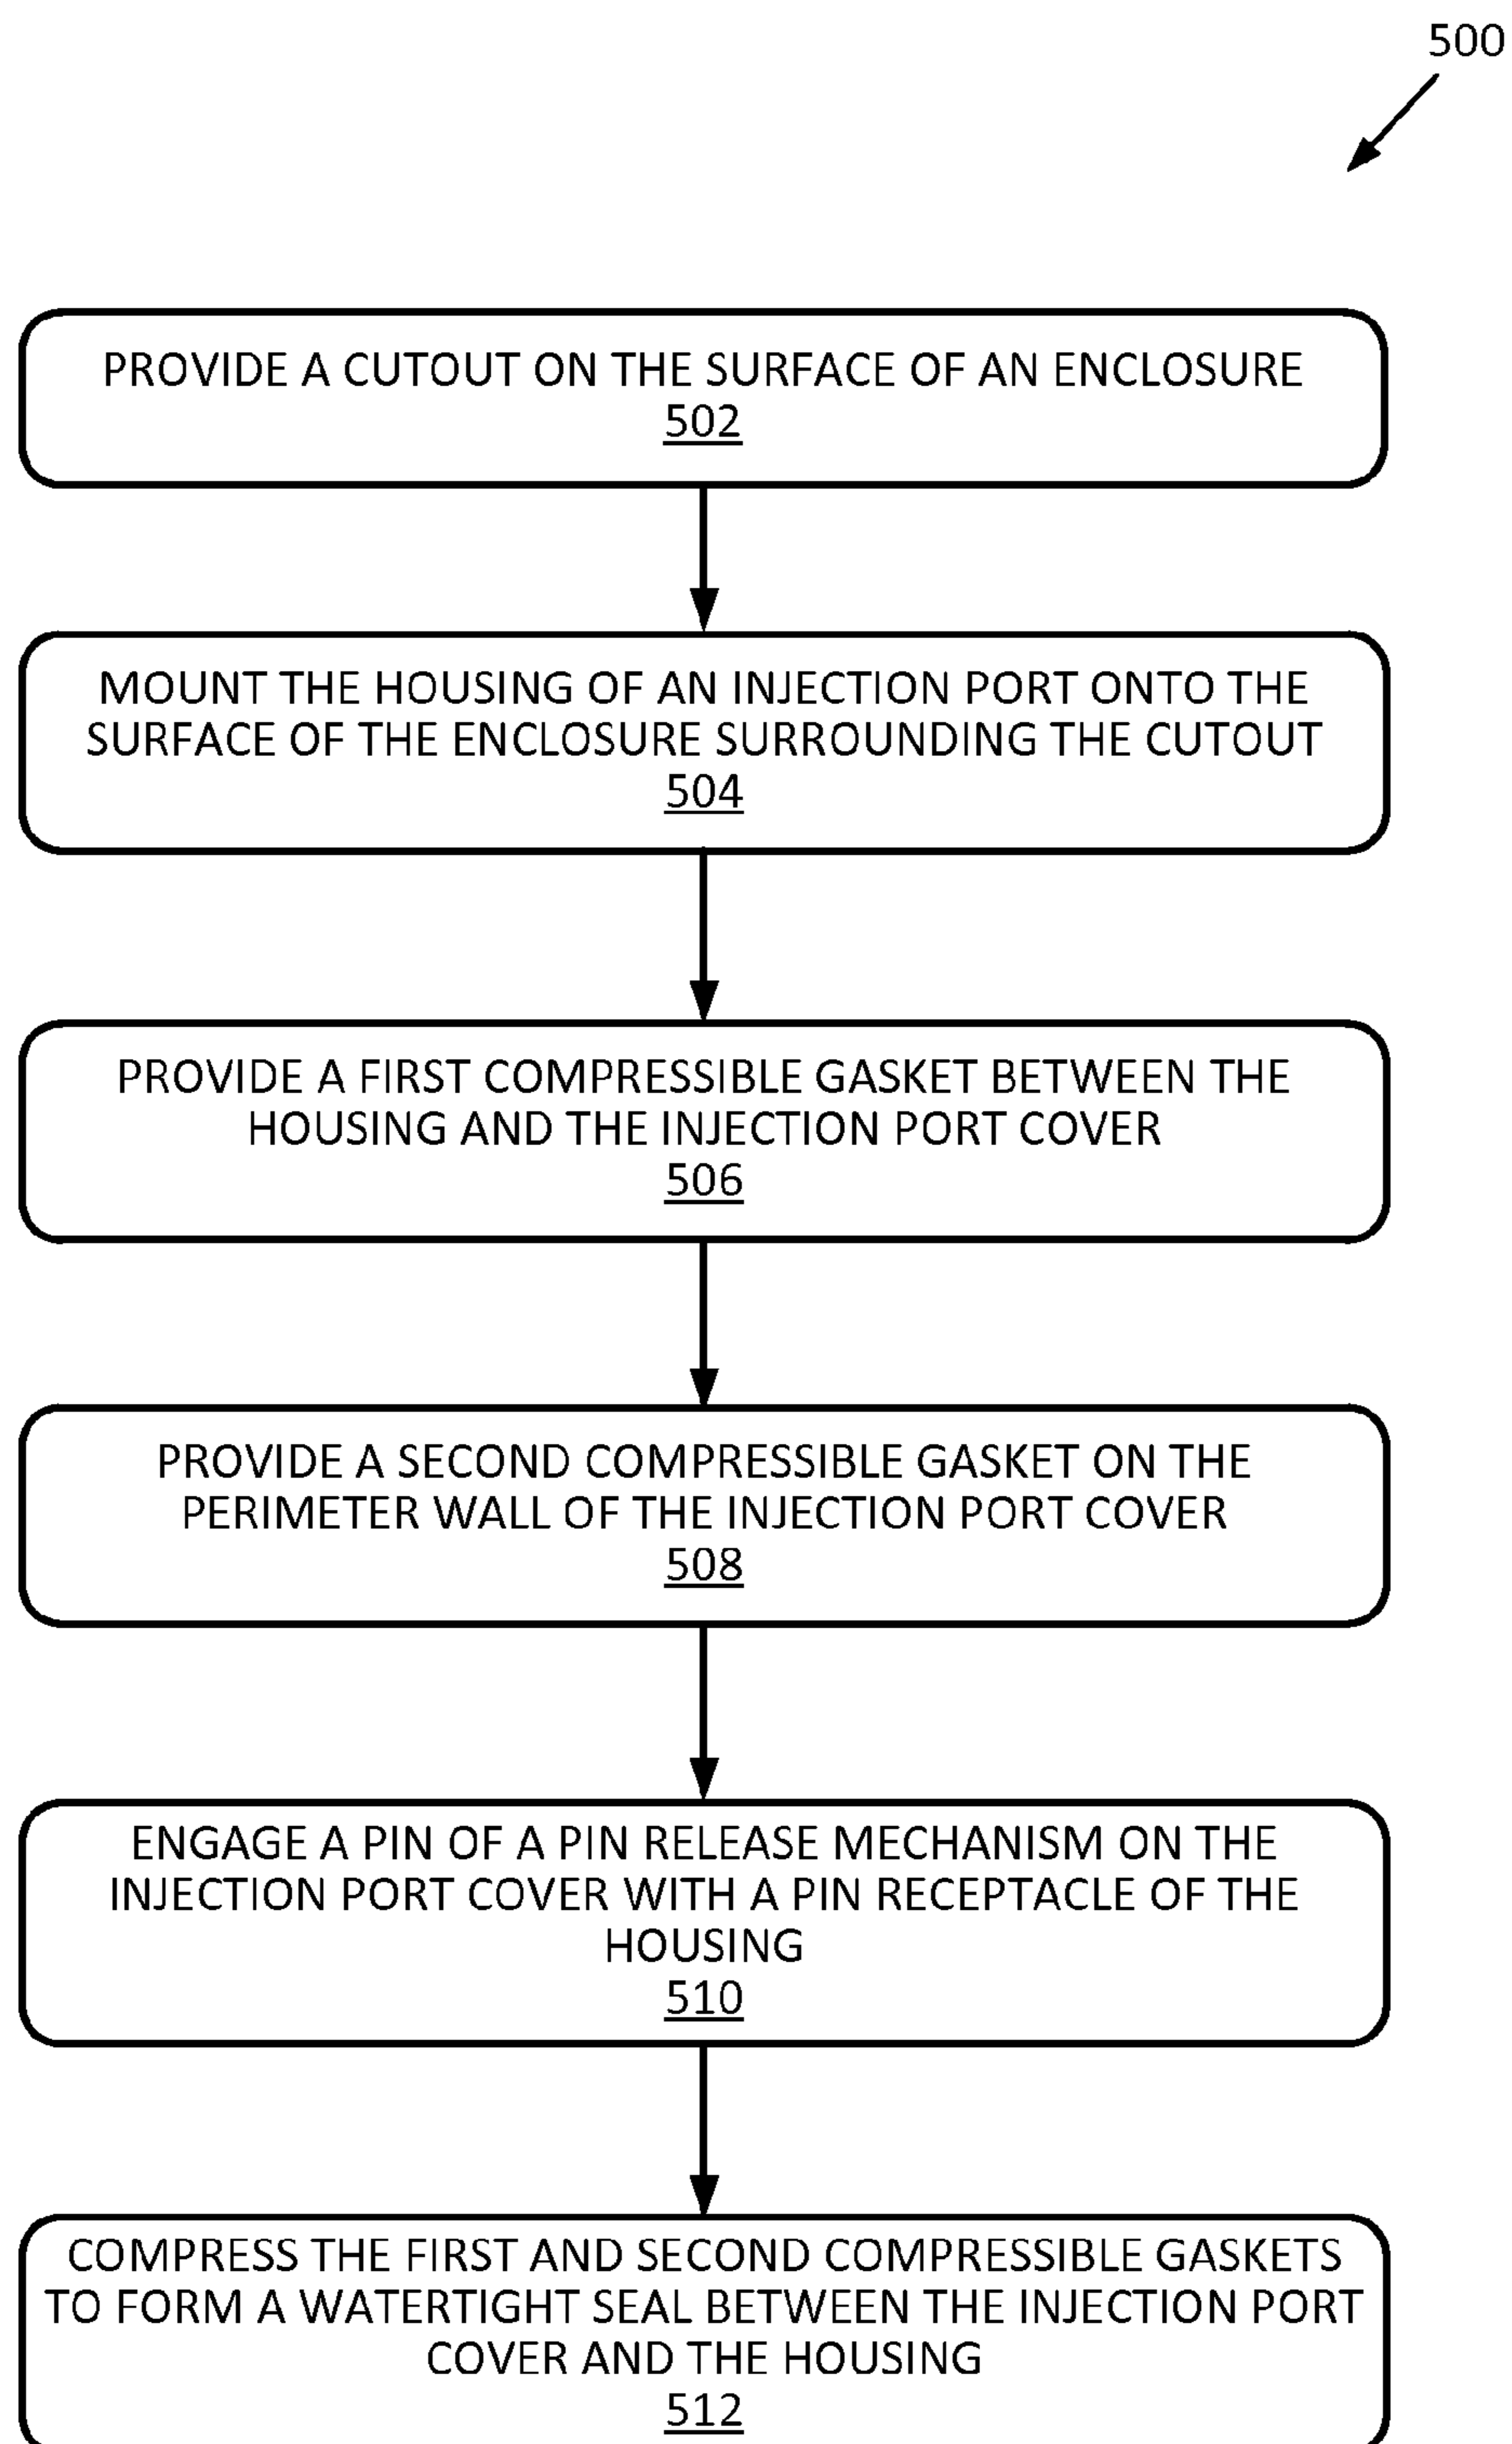 500
PROVIDE A CUTOUT ON THE SURFACE OF AN ENCLOSURE
502
MOUNT THE HOUSING OF AN INJECTION PORT ONTO THE
SURFACE OF THE ENCLOSURE SURROUNDING THE CUTOUT
504
PROVIDE A FIRST COMPRESSIBLE GASKET BETWEEN THE
HOUSING AND THE INJECTION PORT COVER
506
PROVIDE A SECOND COMPRESSIBLE GASKET ON THE
PERIMETER WALL OF THE INJECTION PORT COVER
508
ENGAGE A PIN OF A PIN RELEASE MECHANISM ON THE
INJECTION PORT COVER WITH A PIN RECEPTACLE OF THE
HOUSING
510
COMPRESS THE FIRST AND SECOND COMPRESSIBLE GASKETS
TO FORM A WATERTIGHT SEAL BETWEEN THE INJECTION PORT
COVER AND THE HOUSING
512